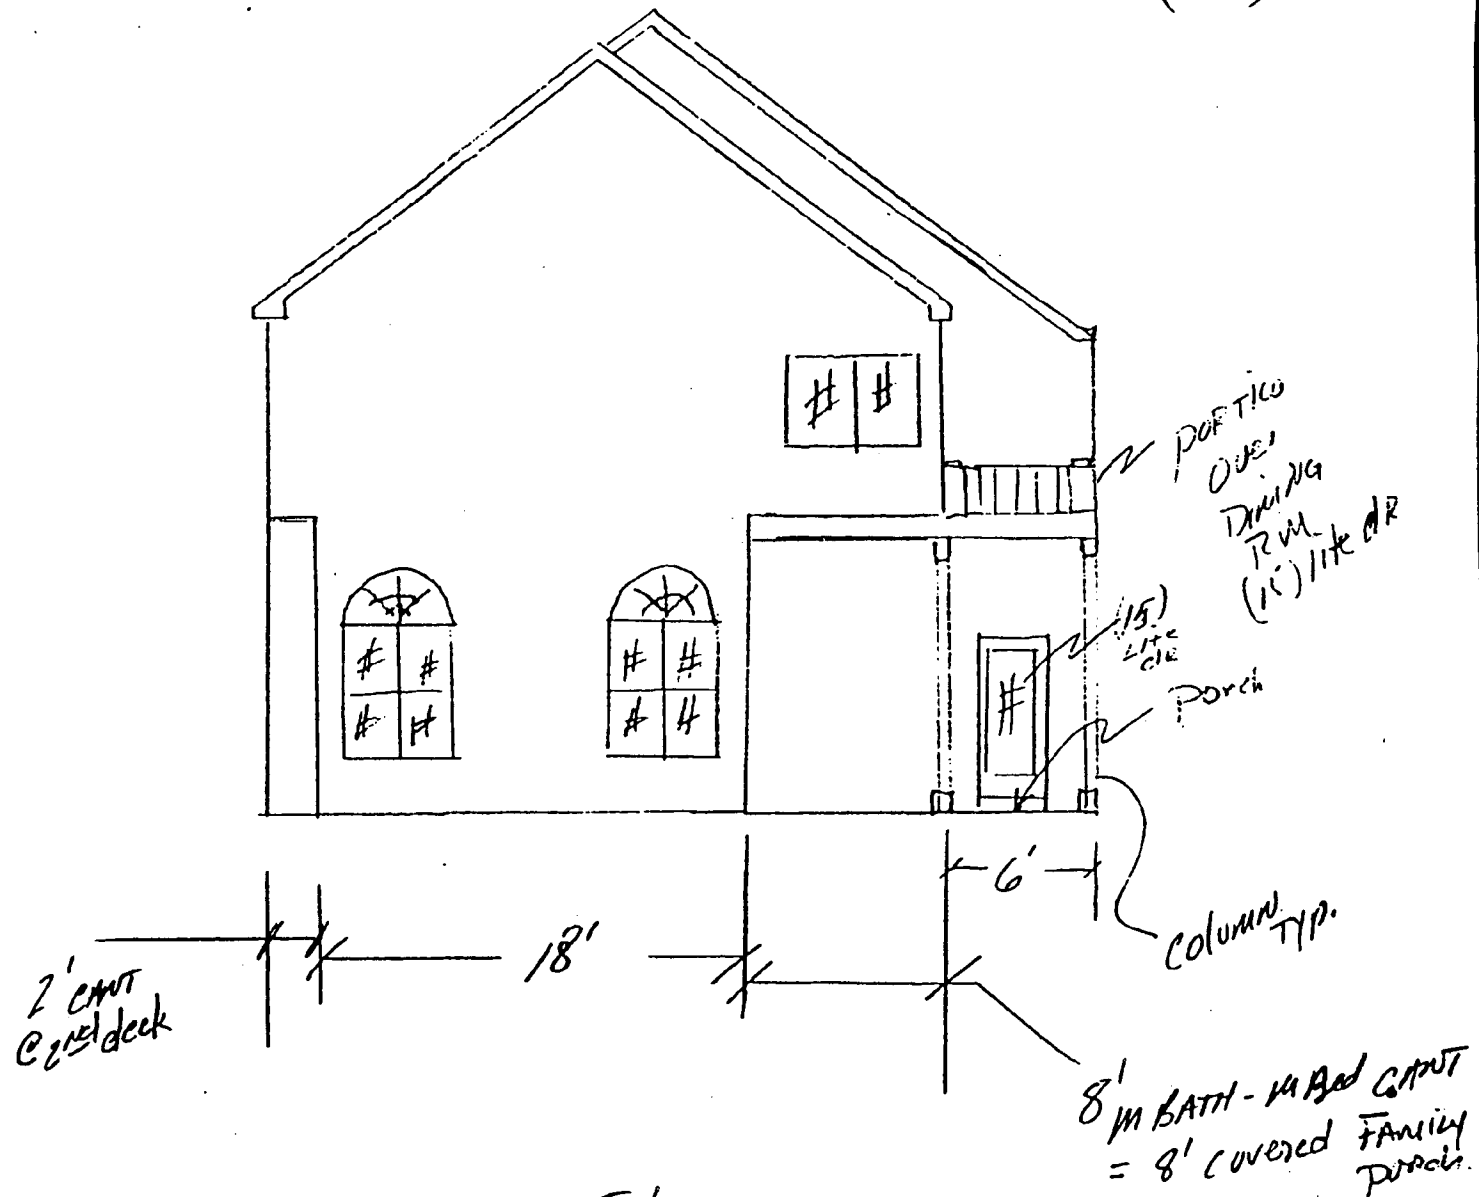 PORTICO
OVER
DINING
RM.
(15) lite dR
(15)
Lite
dR
porch
6'
Column
Typ.
18'
2' CANT
@ 2nd deck
8'
M BATH - M Bed CANT
= 8' covered FAMILY
porch.